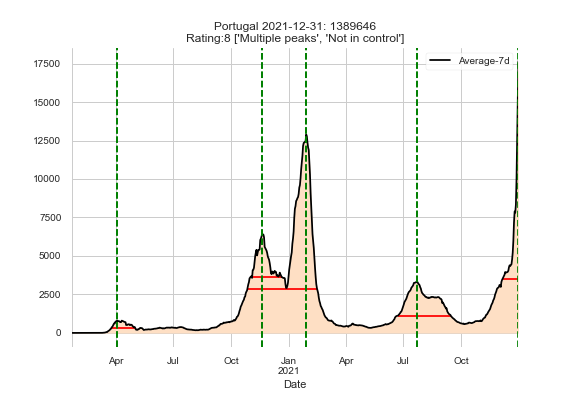 Portugal 2021-12-31: 1389646
Rating:8 ['Multiple peaks', 'Not in control']
Average-7d
17500
15000
12500
10000
7500
5000
2500
0
Apr Jul Oct Jan Apr Jul Oct
2021
Date